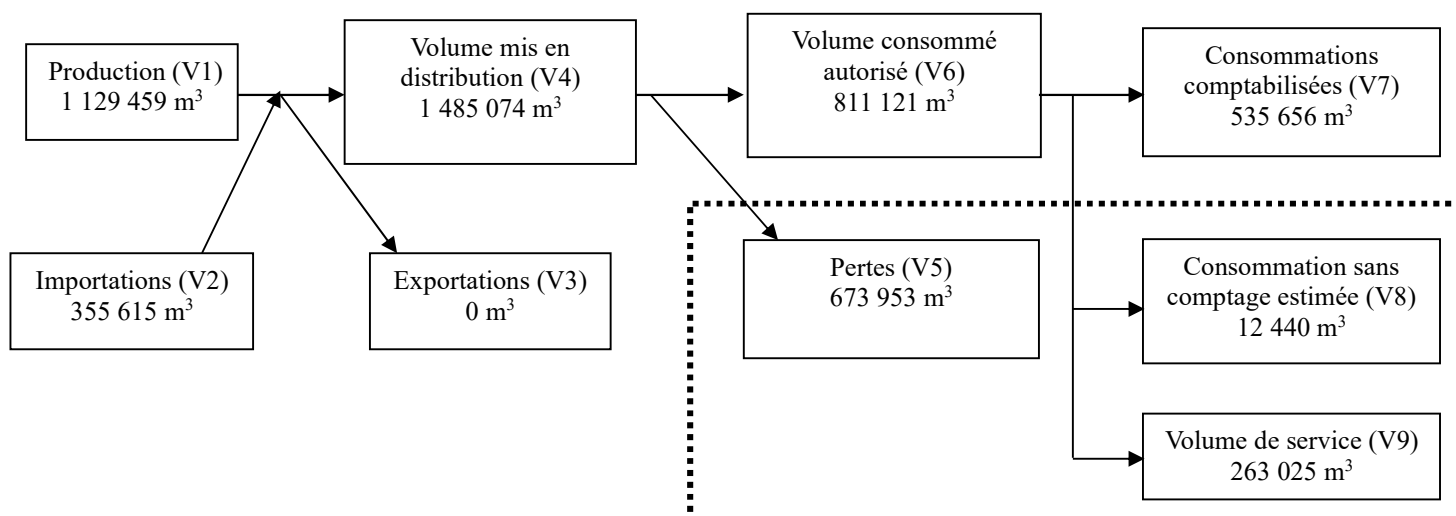 Production (V1)
1 129 459 m³
Volume mis en
distribution (V4)
1 485 074 m³
Volume consommé
autorisé (V6)
811 121 m³
Consommations
comptabilisées (V7)
535 656 m³
Importations (V2)
355 615 m³
Exportations (V3)
0 m³
Pertes (V5)
673 953 m³
Consommation sans
comptage estimée (V8)
12 440 m³
Volume de service (V9)
263 025 m³